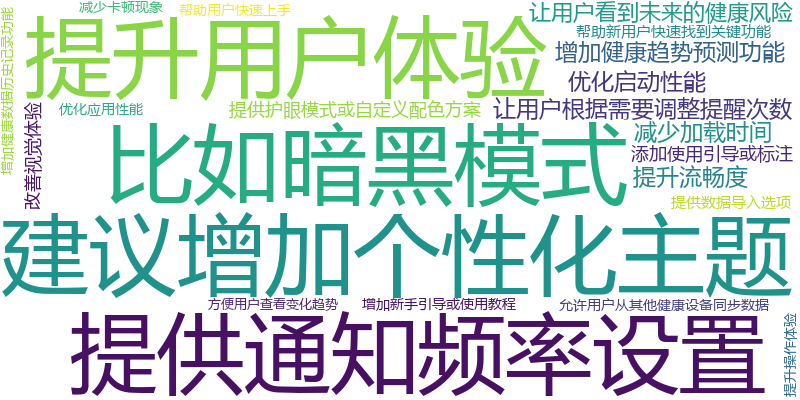 减少卡顿现象
帮助用户快速上手
让用户看到未来的健康风险
帮助新用户快速找到关键功能
提升用户体验
增加健康趋势预测功能
优化启动性能
增加健康数据历史记录功能
改善视觉体验
优化应用性能
提供护眼模式或自定义配色方案
让用户根据需要调整提醒次数
比如暗黑模式
减少加载时间
添加使用引导或标注
提升流畅度
提供数据导入选项
建议增加个性化主题
方便用户查看变化趋势
增加新手引导或使用教程
允许用户从其他健康设备同步数据
提供通知频率设置
提升操作体验